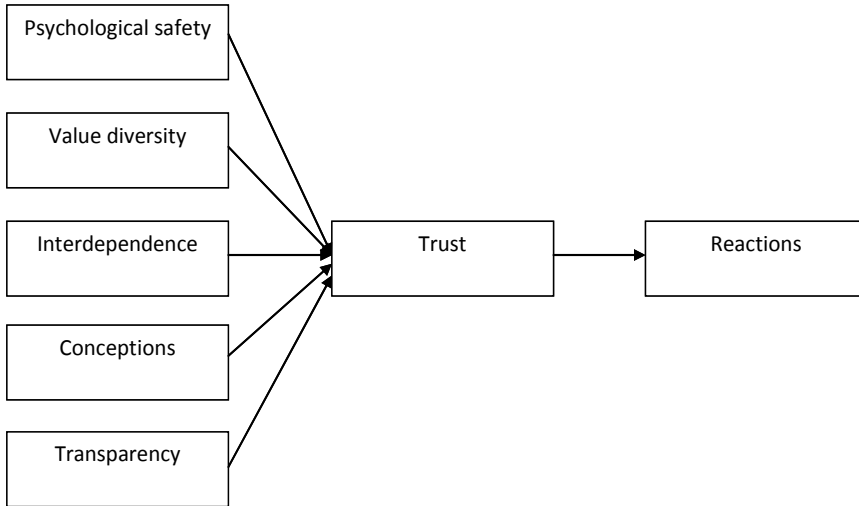 Psychological safety
Value diversity
Interdependence
Trust
Reactions
Conceptions
Transparency